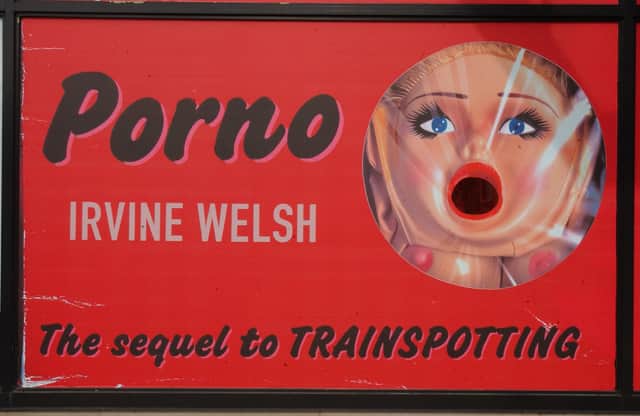 Porno
IRVINE WELSH
The sequel to TRAINSPOTTING